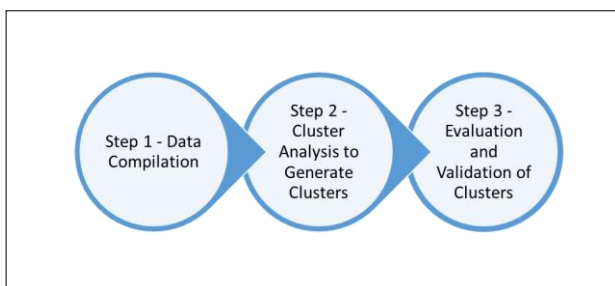 Step 1 - Data
Compilation
Step 2 -
Cluster
Analysis to
Generate
Clusters
Step 3 -
Evaluation
and
Validation of
Clusters